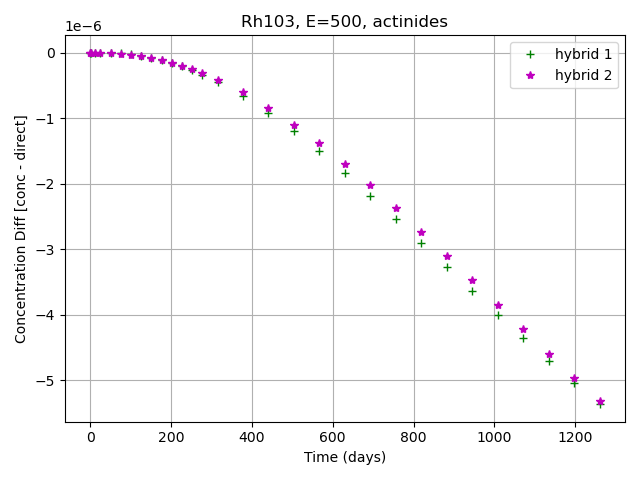 Rh103, E=500, actinides
1e−6
hybrid 1
hybrid 2
0
−1
−2
−3
−4
−5
Concentration Diff [conc - direct]
0 200 400 600 800 1000 1200
Time (days)